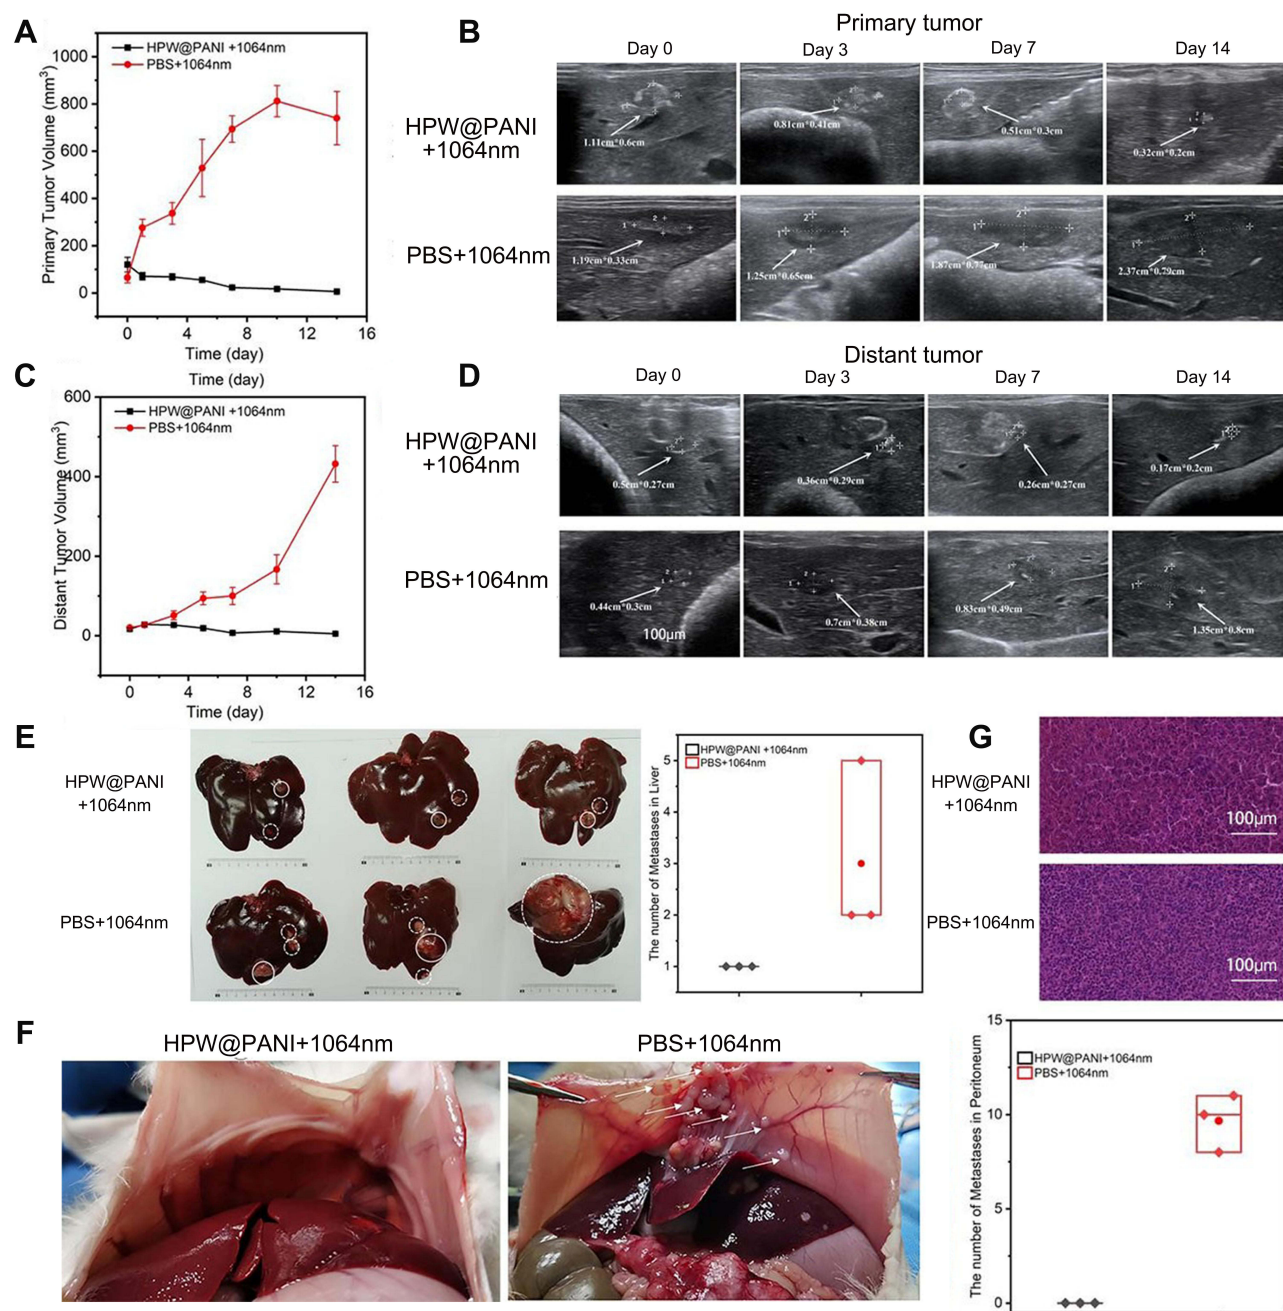 A
HPW@PANI +1064nm
PBS+1064nm
1000
800
600
400
200
0
Primary Tumor Volume (mm³)
0 4 8 12 16
Time (day)
B
Primary tumor
Day 0 Day 3 Day 7 Day 14
HPW@PANI
+1064nm
1.11cm*0.6cm
0.81cm*0.41cm
0.51cm*0.3cm
0.32cm*0.2cm
PBS+1064nm
1.19cm*0.33cm
1.25cm*0.65cm
1.87cm*0.77cm
2.37cm*0.79cm
C
Time (day)
HPW@PANI +1064nm
PBS+1064nm
600
400
200
0
Distant Tumor Volume (mm³)
0 4 8 12 16
Time (day)
D
Distant tumor
Day 0 Day 3 Day 7 Day 14
HPW@PANI
+1064nm
0.5cm*0.27cm
0.36cm*0.29cm
0.26cm*0.27cm
0.17cm*0.2cm
PBS+1064nm
0.44cm*0.3cm
100μm
0.7cm*0.38cm
0.83cm*0.49cm
1.35cm*0.8cm
E
HPW@PANI
+1064nm
PBS+1064nm
HPW@PANI +1064nm
PBS+1064nm
5
4
3
2
1
The number of Metastases in Liver
G
HPW@PANI
+1064nm
100μm
PBS+1064nm
100μm
F
HPW@PANI+1064nm
PBS+1064nm
HPW@PANI+1064nm
PBS+1064nm
15
10
5
0
The number of Metastases in Peritoneum